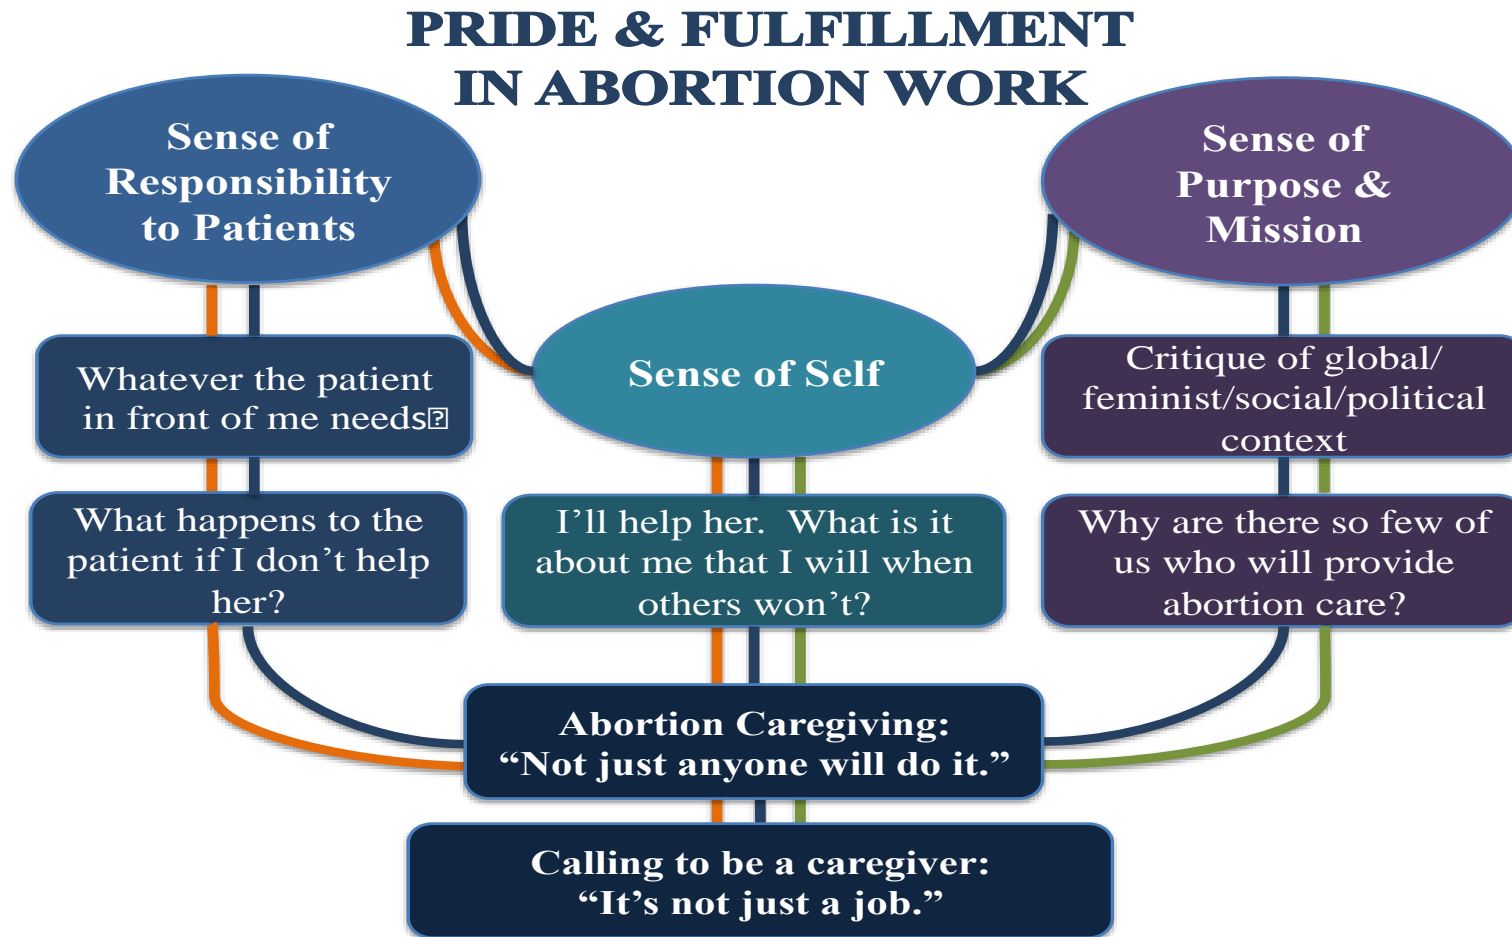 PRIDE & FULFILLMENT
IN ABORTION WORK
Sense of
Responsibility
to Patients
Sense of
Purpose &
Mission
Sense of Self
Whatever the patient
in front of me needs⍰
Critique of global/
feminist/social/political
context
What happens to the
patient if I don’t help
her?
I’ll help her.  What is it
about me that I will when
others won’t?
Why are there so few of
us who will provide
abortion care?
Abortion Caregiving:
“Not just anyone will do it.”
Calling to be a caregiver:
“It’s not just a job.”